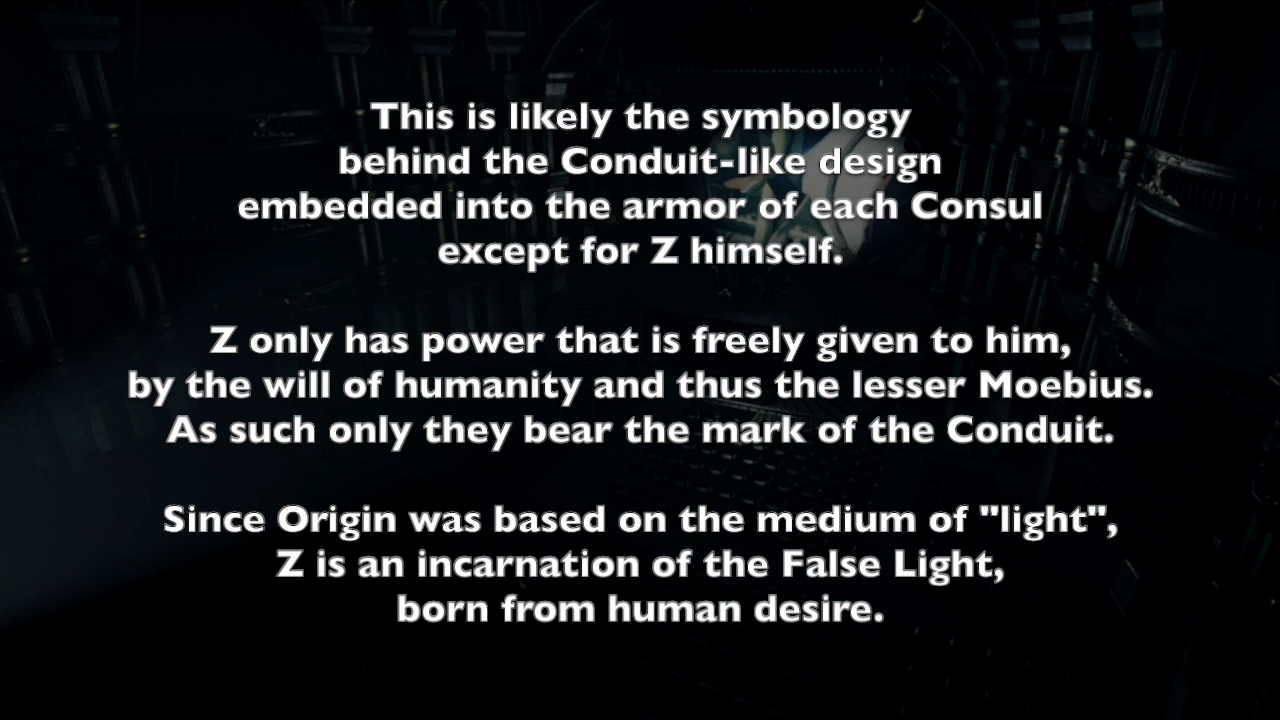 This is likely the symbology
behind the Conduit-like design
embedded into the armor of each Consul
except for Z himself.
Z only has power that is freely given to him,
by the will of humanity and thus the lesser Moebius.
As such only they bear the mark of the Conduit.
Since Origin was based on the medium of "light",
Z is an incarnation of the False Light,
born from human desire.